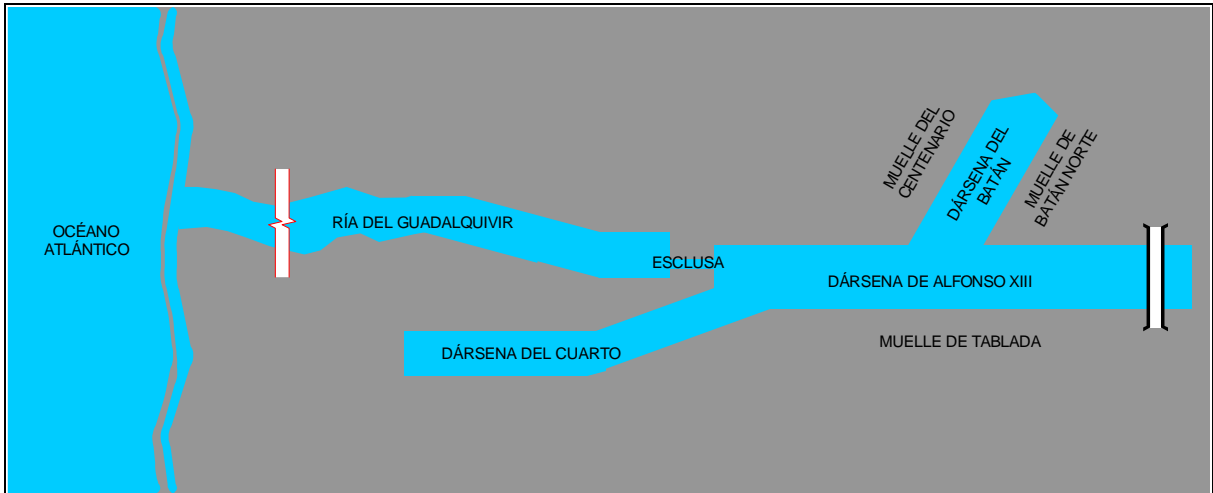 OCÉANO
ATLÁNTICO
RÍA DEL GUADALQUIVIR
ESCLUSA
DÁRSENA DEL CUARTO
MUELLE DEL
CENTENARIO
DÁRSENA DEL
BATÁN
MUELLE DE
BATÁN NORTE
DÁRSENA DE ALFONSO XIII
MUELLE DE TABLADA